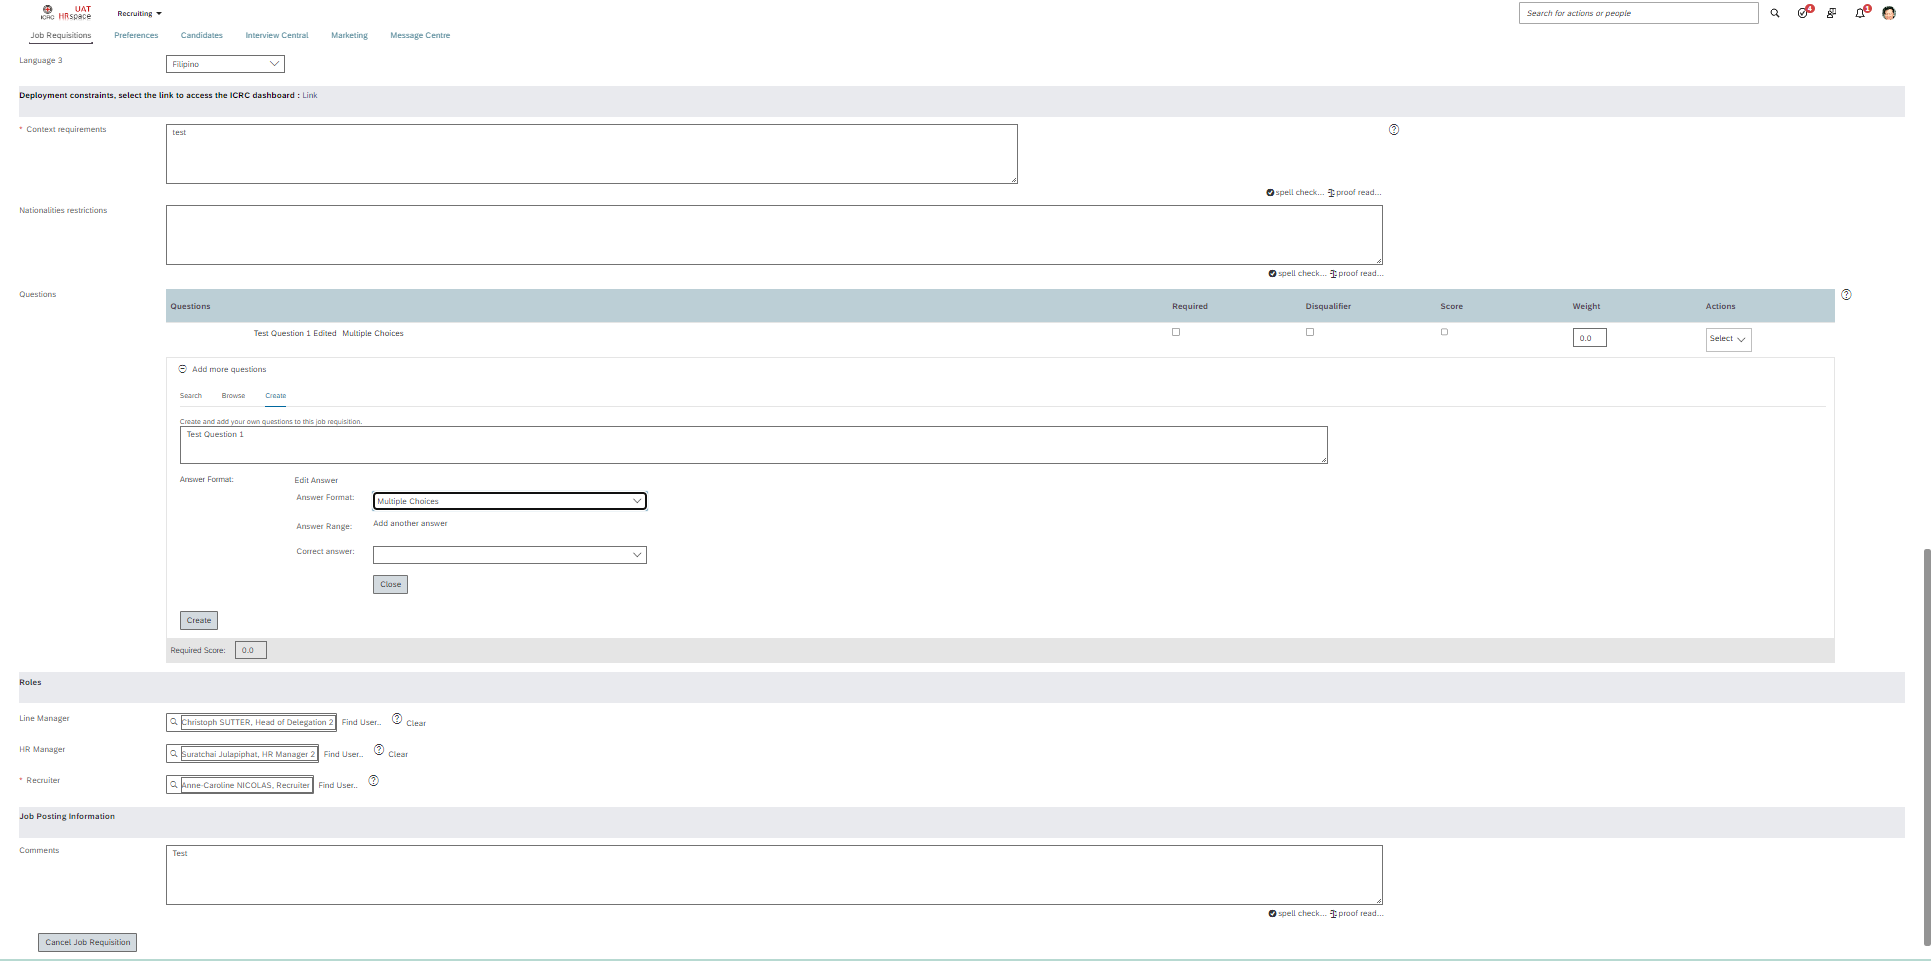 ICRC UAT HRspace Recruiting Search for actions or people 4 1
Job Requisitions Preferences Candidates Interview Central Marketing Message Centre
Language 3 Filipino
Deployment constraints, select the link to access the ICRC dashboard : Link
* Context requirements test
spell check... proof read...
Nationalities restrictions
spell check... proof read...
Questions Questions Required Disqualifier Score Weight Actions
Test Question 1 Edited Multiple Choices 0.0 Select
Add more questions
Search Browse Create
Create and add your own questions to this job requisition.
Test Question 1
Answer Format: Edit Answer
Answer Format: Multiple Choices
Answer Range: Add another answer
Correct answer:
Close
Create
Required Score: 0.0
Roles
Line Manager Christoph SUTTER, Head of Delegation 2 Find User.. Clear
HR Manager Suratchai Julapiphat, HR Manager 2 Find User.. Clear
* Recruiter Anne-Caroline NICOLAS, Recruiter Find User..
Job Posting Information
Comments Test
spell check... proof read...
Cancel Job Requisition